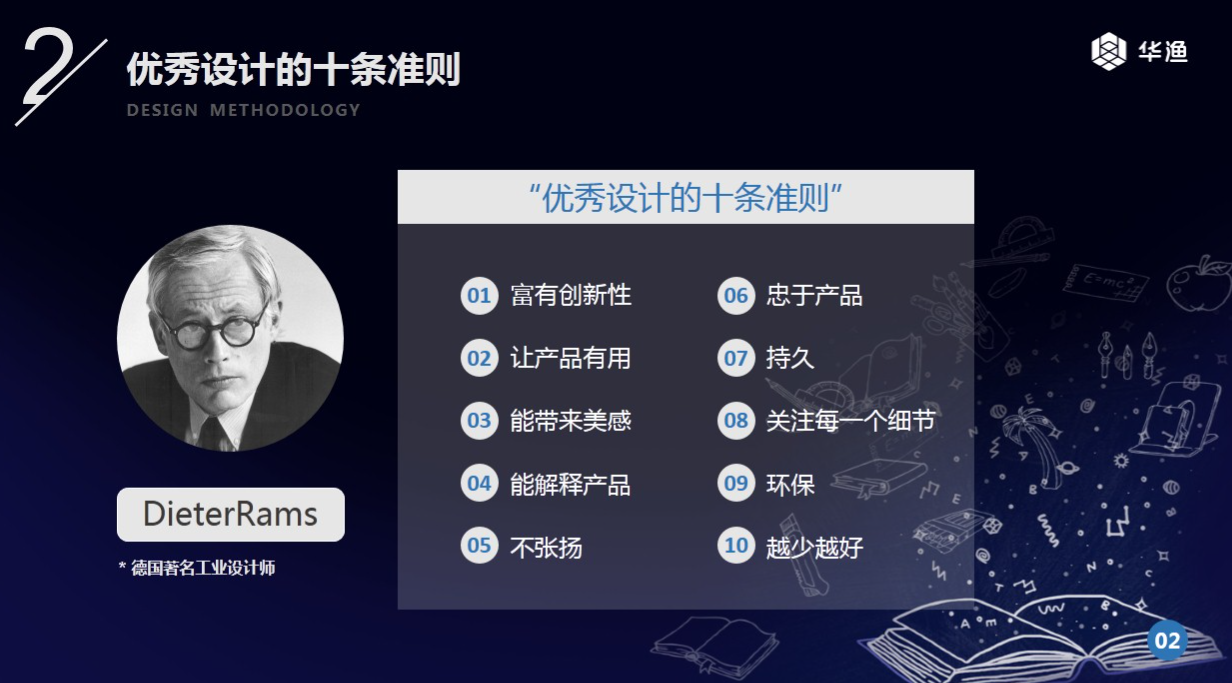 2
优秀设计的十条准则
DESIGN METHODOLOGY
华渔
“优秀设计的十条准则”
01 富有创新性
02 让产品有用
03 能带来美感
04 能解释产品
05 不张扬
06 忠于产品
07 持久
08 关注每一个细节
09 环保
10 越少越好
DieterRams
* 德国著名工业设计师
E=mc²
02